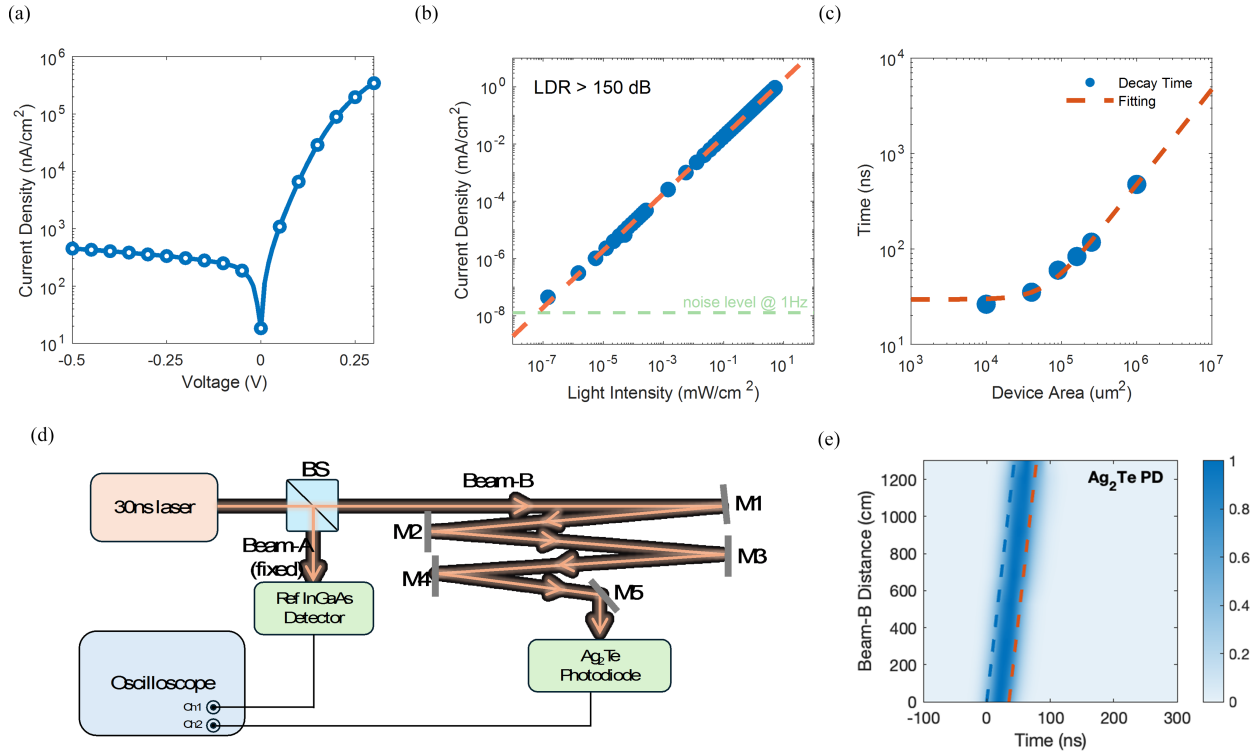 (a)
10^6
10^5
10^4
10^3
10^2
10^1
Current Density (nA/cm^2)
-0.5
-0.25
0
0.25
Voltage (V)
(b)
LDR > 150 dB
10^0
10^-2
10^-4
10^-6
10^-8
Current Density (mA/cm^2)
noise level @ 1Hz
10^-7
10^-5
10^-3
10^-1
10^1
Light Intensity (mW/cm^2)
(c)
Decay Time
Fitting
10^4
10^3
10^2
10^1
Time (ns)
10^3
10^4
10^5
10^6
10^7
Device Area (um^2)
(d)
30ns laser
BS
Beam-B
M1
M2
M3
M4
M5
Beam-A
(fixed)
Ref InGaAs
Detector
Ag2Te
Photodiode
Oscilloscope
Ch1
Ch2
(e)
Ag2Te PD
1200
1000
800
600
400
200
0
Beam-B Distance (cm)
-100
0
100
200
300
Time (ns)
1
0.8
0.6
0.4
0.2
0